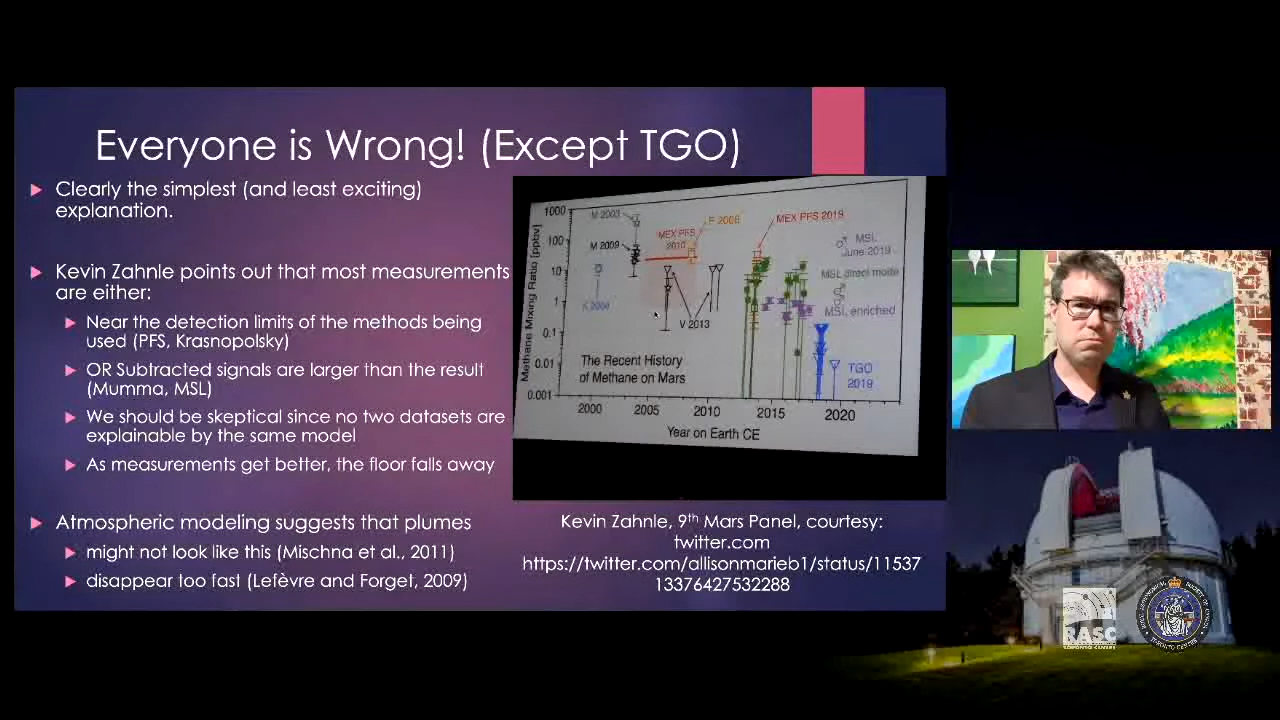 Everyone is Wrong! (Except TGO)
Clearly the simplest (and least exciting)
explanation.
Kevin Zahnle points out that most measurements
are either:
Near the detection limits of the methods being
used (PFS, Krasnopolsky)
OR Subtracted signals are larger than the result
(Mumma, MSL)
We should be skeptical since no two datasets are
explainable by the same model
As measurements get better, the floor falls away
Atmospheric modeling suggests that plumes
might not look like this (Mischna et al., 2011)
disappear too fast (Lefèvre and Forget, 2009)
Methane Mixing Ratio [ppbv]
1000
100
10
1
0.1
0.01
0.001
M 2003
M 2009
K 2004
MEX PFS
2010
F 2008
V 2013
MEX PFS 2019
MSL
June 2019
MSL direct mode
MSL enriched
TGO
2019
The Recent History
of Methane on Mars
2000 2005 2010 2015 2020
Year on Earth CE
Kevin Zahnle, 9th Mars Panel, courtesy:
twitter.com
https://twitter.com/allisonmarieb1/status/11537
13376427532288
RASC
TORONTO CENTRE